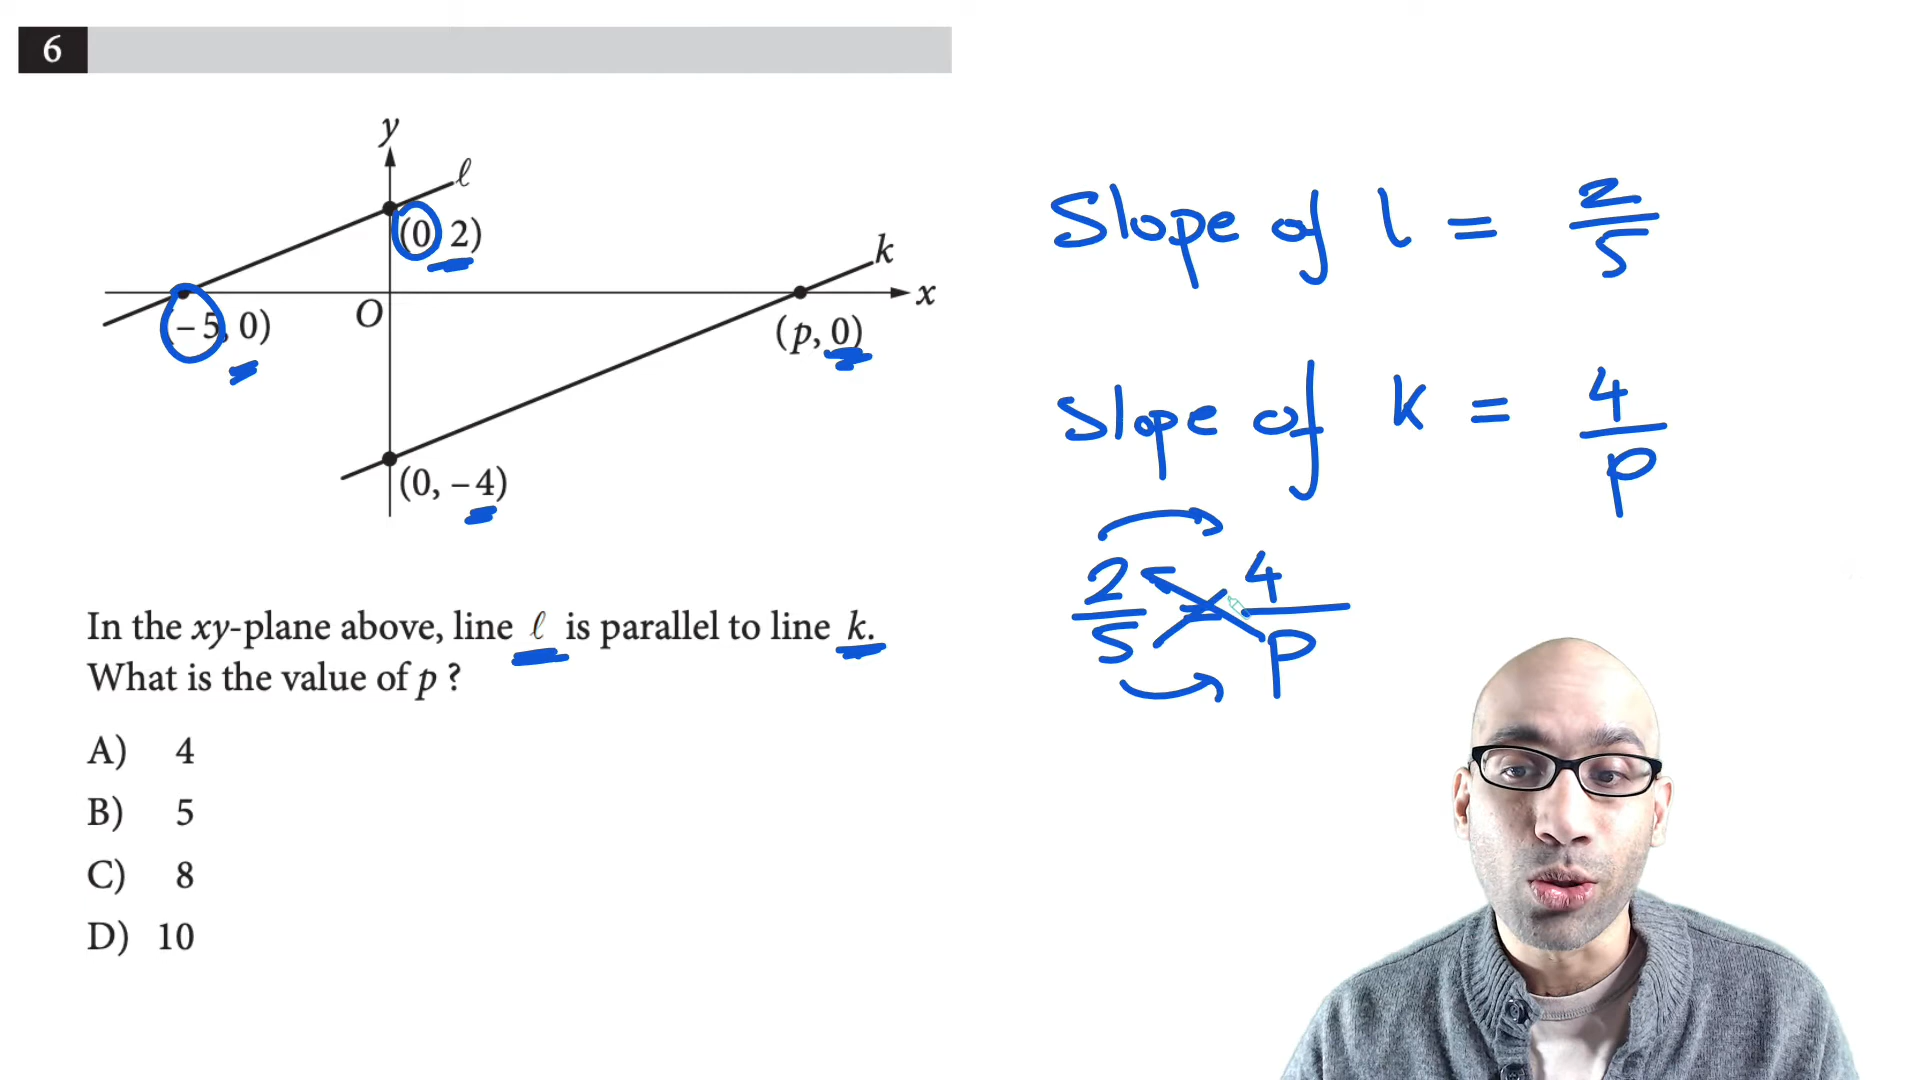 6
y
ℓ
(0, 2)
k
x
O
(–5, 0)
(p, 0)
(0, –4)
In the xy-plane above, line ℓ is parallel to line k.
What is the value of p ?
A) 4
B) 5
C) 8
D) 10
Slope of l = 2/5
Slope of k = 4/p
2/5 = 4/p